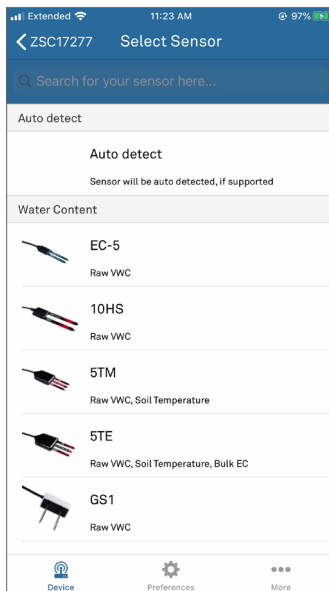 Extended 11:23 AM 97%
ZSC17277 Select Sensor
Search for your sensor here...
Auto detect
Auto detect
Sensor will be auto detected, if supported
Water Content
EC-5
Raw VWC
10HS
Raw VWC
5TM
Raw VWC, Soil Temperature
5TE
Raw VWC, Soil Temperature, Bulk EC
GS1
Raw VWC
Device Preferences More